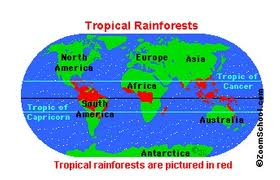 Tropical Rainforests
North
America
Europe
Asia
Africa
Tropic of
Cancer
Tropic of
Capricorn
South
America
Australia
Antarctica
Tropical rainforests are pictured in red
©ZoomSchool.com